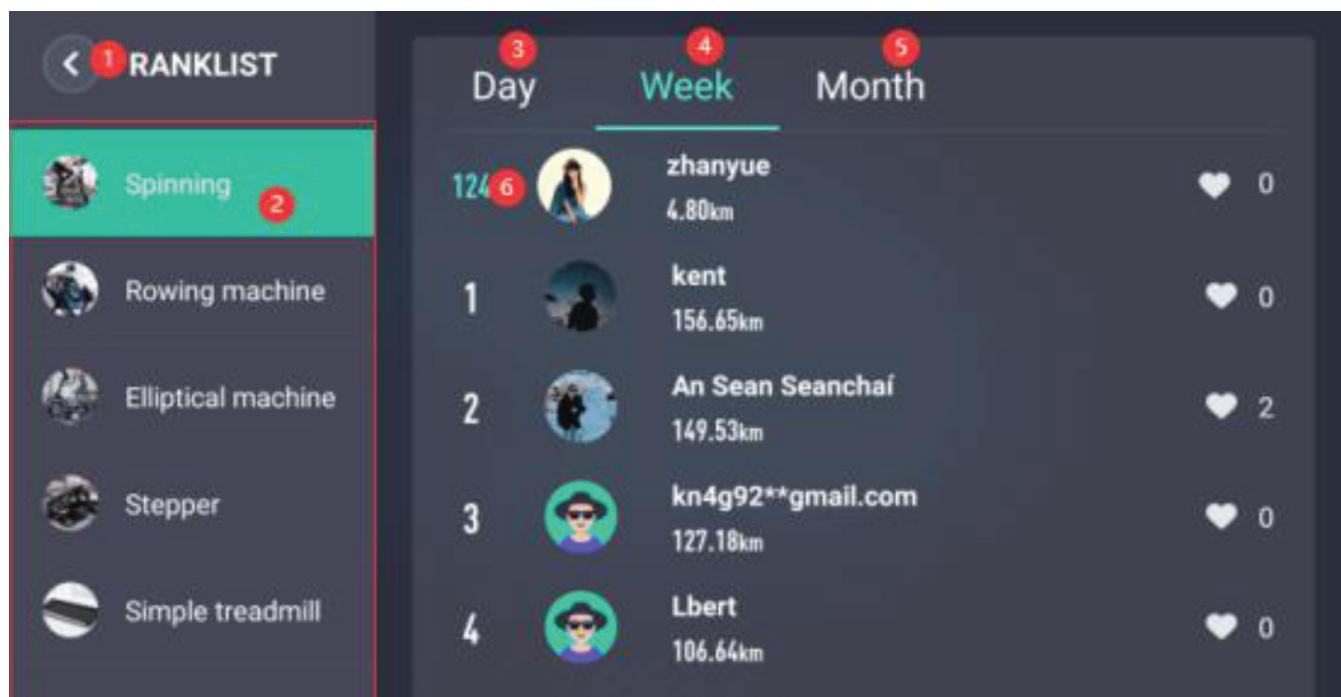 1 RANKLIST
2 Spinning
Rowing machine
Elliptical machine
Stepper
Simple treadmill
3 4 5
Day Week Month
124 6 zhanyue
4.80km
0
1 kent
156.65km
0
2 An Sean Seanchaí
149.53km
2
3 kn4g92**gmail.com
127.18km
0
4 Lbert
106.64km
0